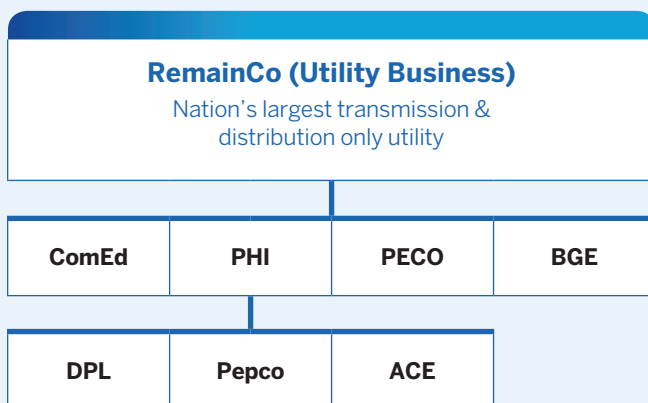 RemainCo (Utility Business)
Nation’s largest transmission &
distribution only utility
ComEd
PHI
PECO
BGE
DPL
Pepco
ACE